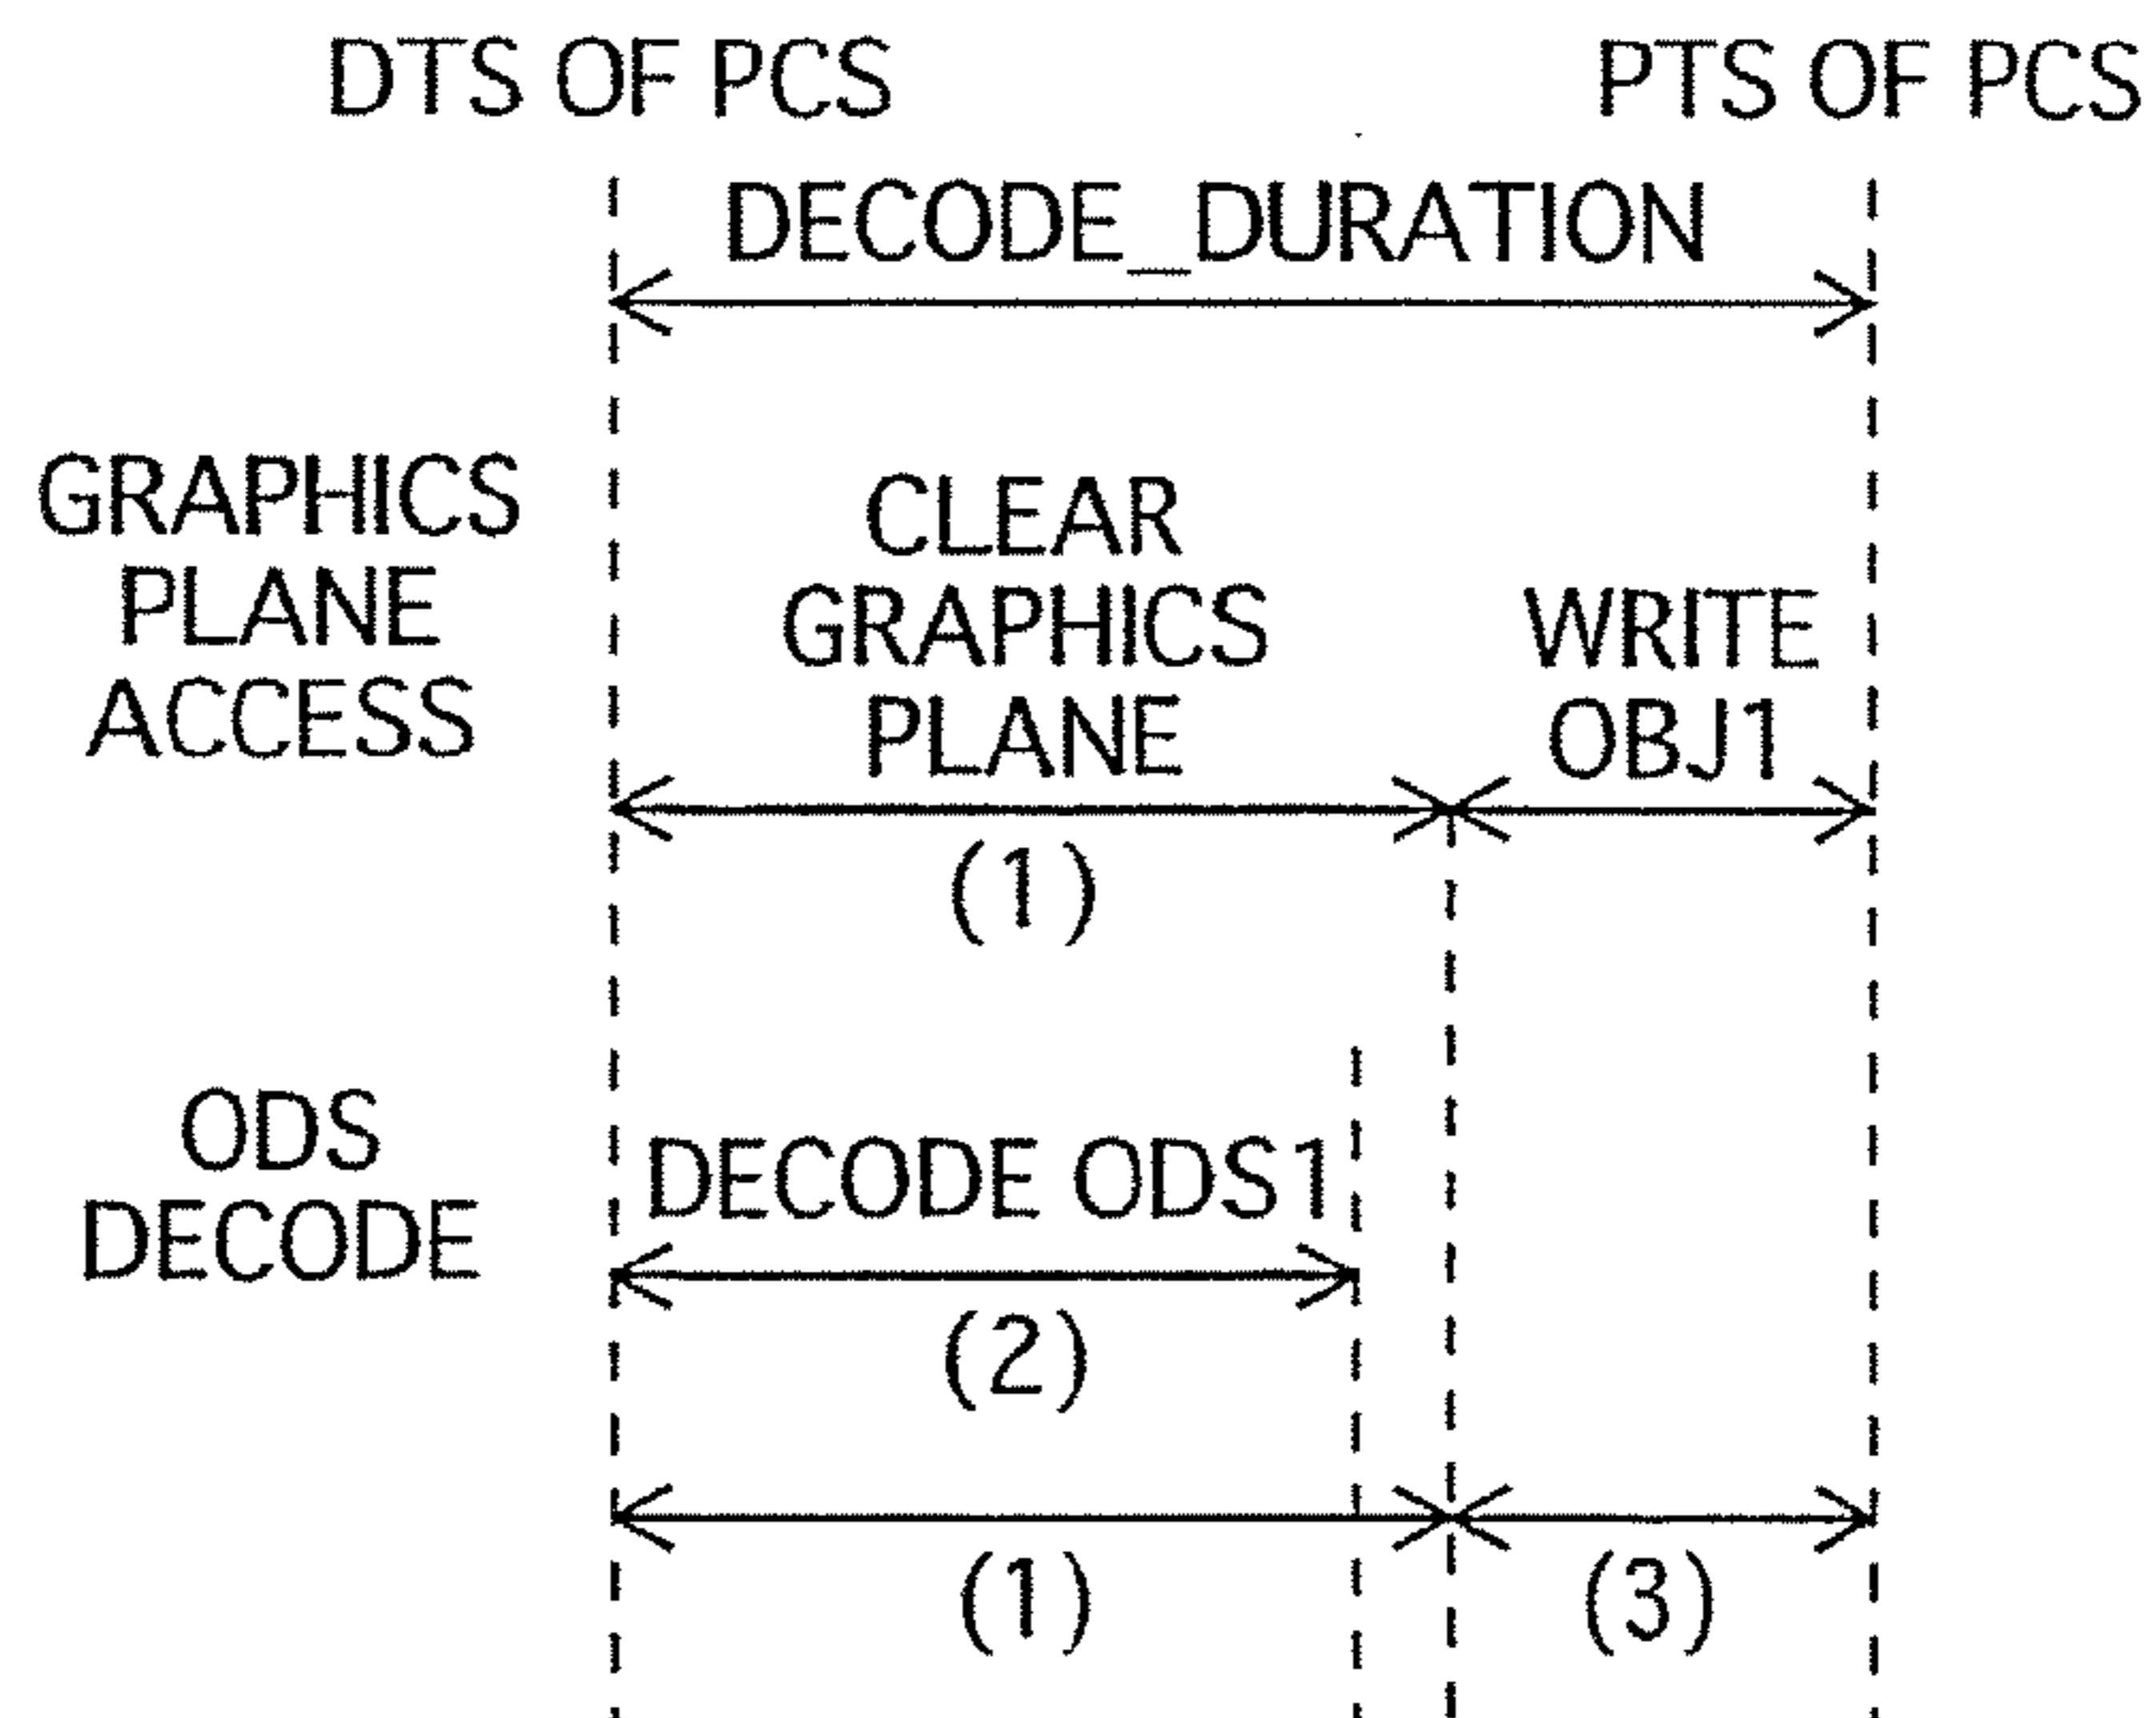 DTS OF PCS
PTS OF PCS
DECODE_DURATION
GRAPHICS
PLANE
ACCESS
CLEAR
GRAPHICS
PLANE
WRITE
OBJ1
(1)
ODS
DECODE
DECODE ODS1
(2)
(1)
(3)